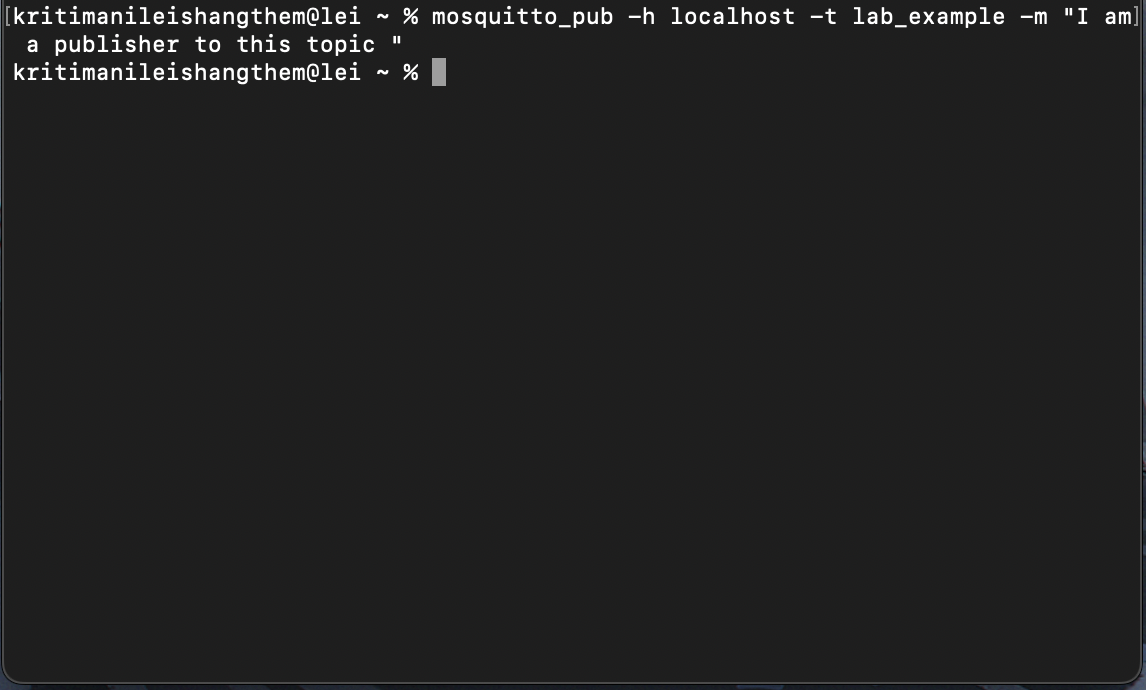 [kritimanileishangthem@lei ~ % mosquitto_pub -h localhost -t lab_example -m "I am]
a publisher to this topic "
kritimanileishangthem@lei ~ %